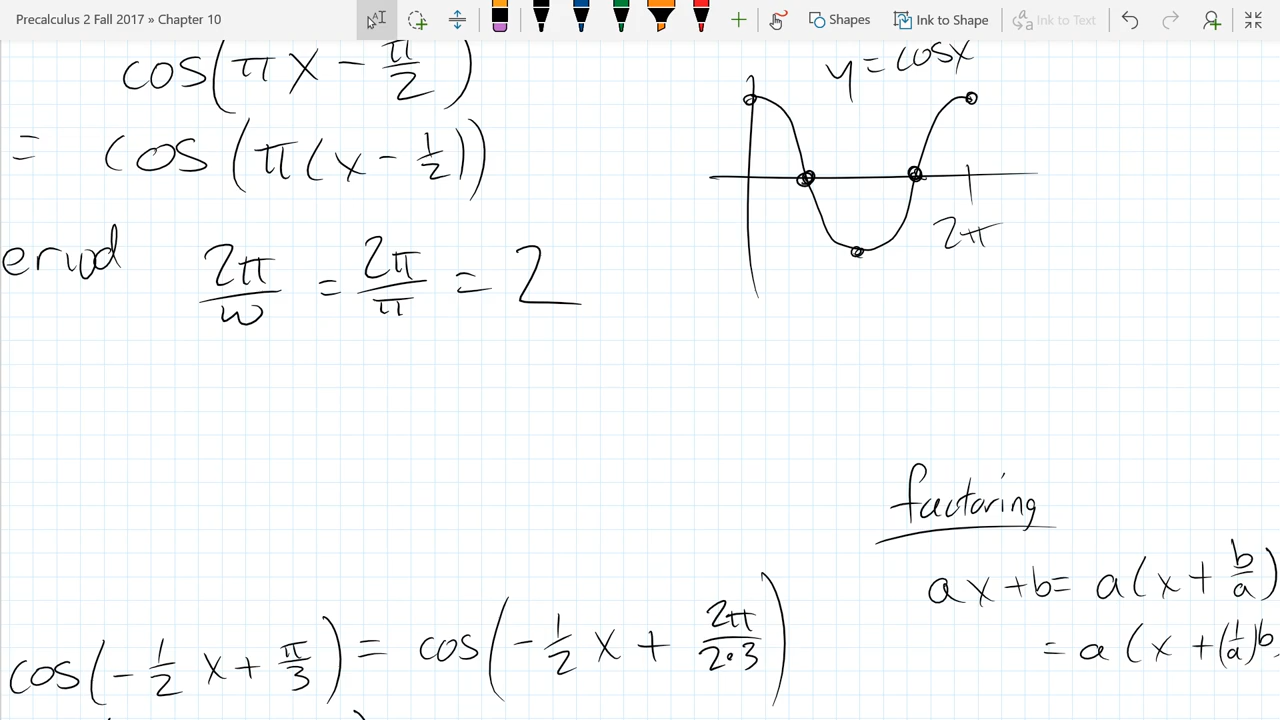 Precalculus 2 Fall 2017 » Chapter 10
Shapes
Ink to Shape
Ink to Text
cos(πx - π/2)
= cos(π(x - 1/2))
eriod 2π/w = 2π/π = 2
y = cosx
2π
factoring
ax+b= a(x + b/a)
= a(x + (1/a)b
cos(-1/2 x + π/3) = cos(-1/2 x + 2π/2•3)